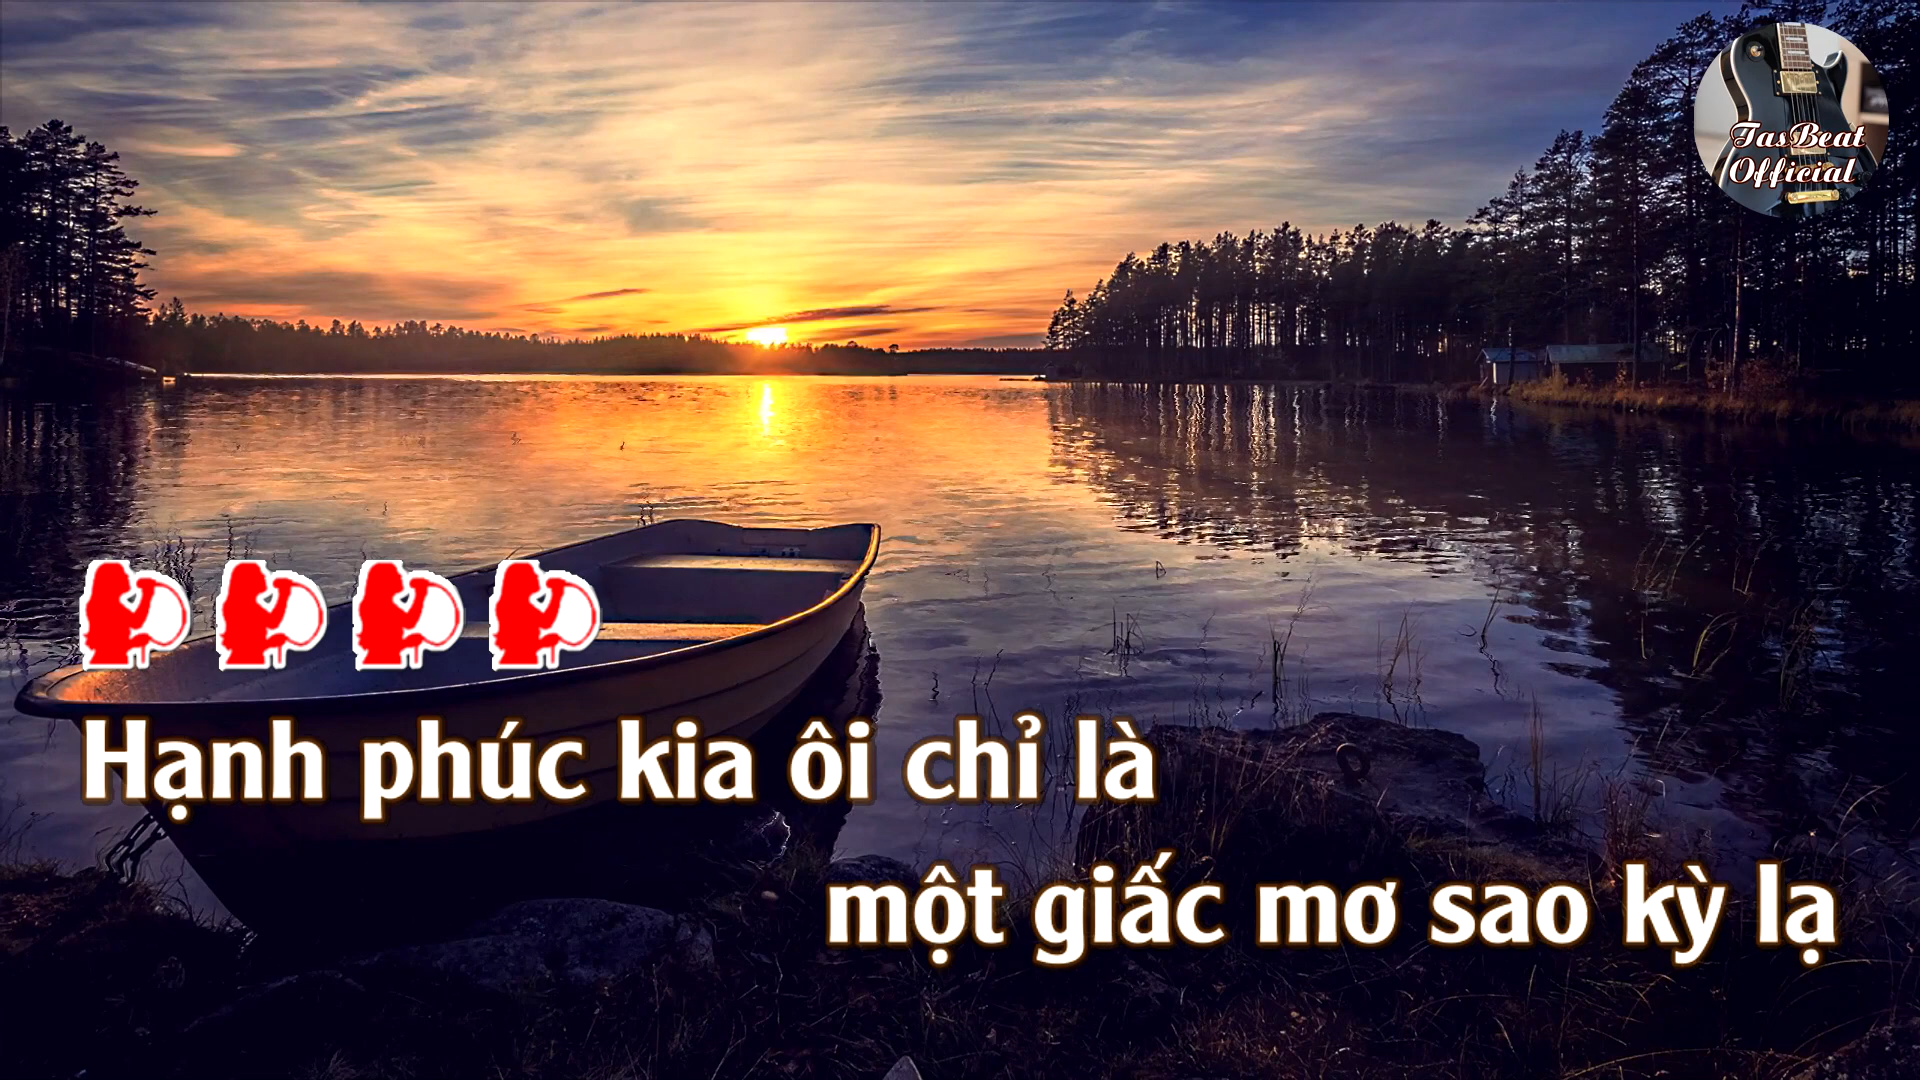 TasBeat
Official
Hạnh phúc kia ôi chỉ là
một giấc mơ sao kỳ lạ